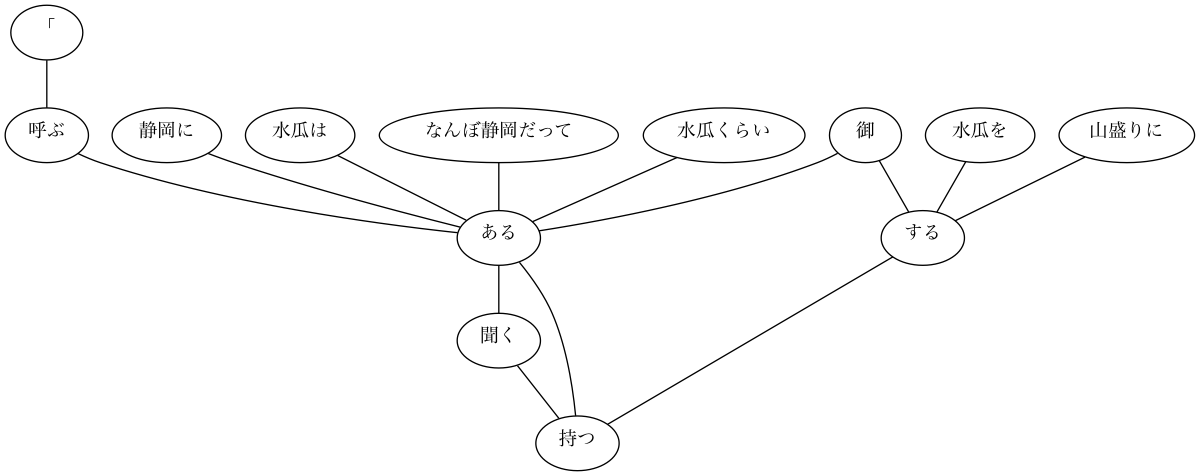 「
呼ぶ 静岡に 水瓜は なんぼ静岡だって 水瓜くらい 御 水瓜を 山盛りに
ある する
聞く
持つ